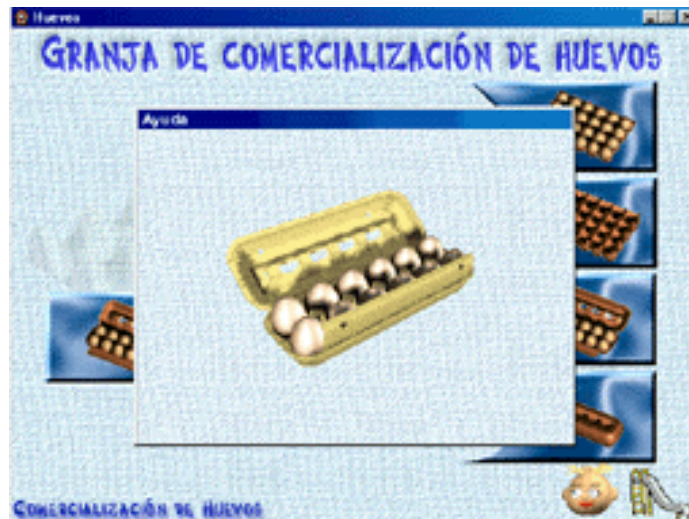 Huevos
GRANJA DE COMERCIALIZACIÓN DE HUEVOS
Ayuda
COMERCIALIZACIÓN DE HUEVOS